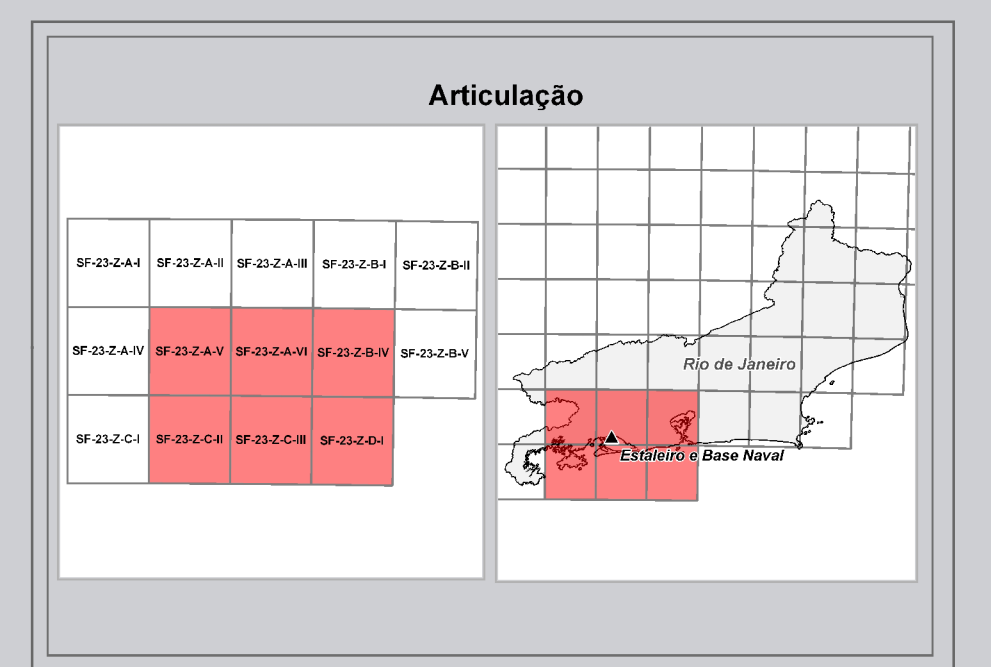 Articulação
SF-23-Z-A-I SF-23-Z-A-II SF-23-Z-A-III SF-23-Z-B-I SF-23-Z-B-II
SF-23-Z-A-IV SF-23-Z-A-V SF-23-Z-A-VI SF-23-Z-B-IV SF-23-Z-B-V
SF-23-Z-C-I SF-23-Z-C-II SF-23-Z-C-III SF-23-Z-D-I
Rio de Janeiro
Estaleiro e Base Naval